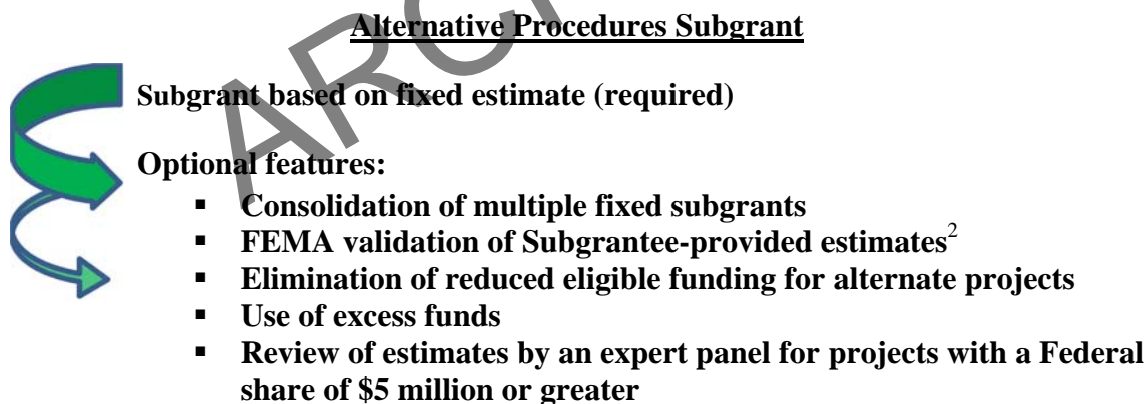 Alternative Procedures Subgrant
Subgrant based on fixed estimate (required)
Optional features:
▪ Consolidation of multiple fixed subgrants
▪ FEMA validation of Subgrantee-provided estimates²
▪ Elimination of reduced eligible funding for alternate projects
▪ Use of excess funds
▪ Review of estimates by an expert panel for projects with a Federal
share of $5 million or greater